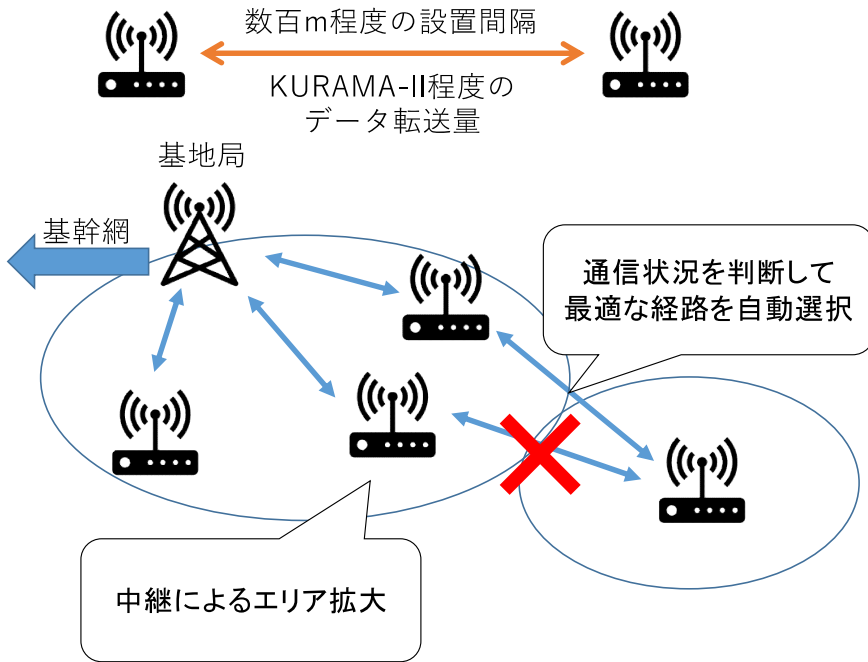 数百m程度の設置間隔
KURAMA-II程度の
データ転送量
基地局
基幹網
通信状況を判断して
最適な経路を自動選択
中継によるエリア拡大